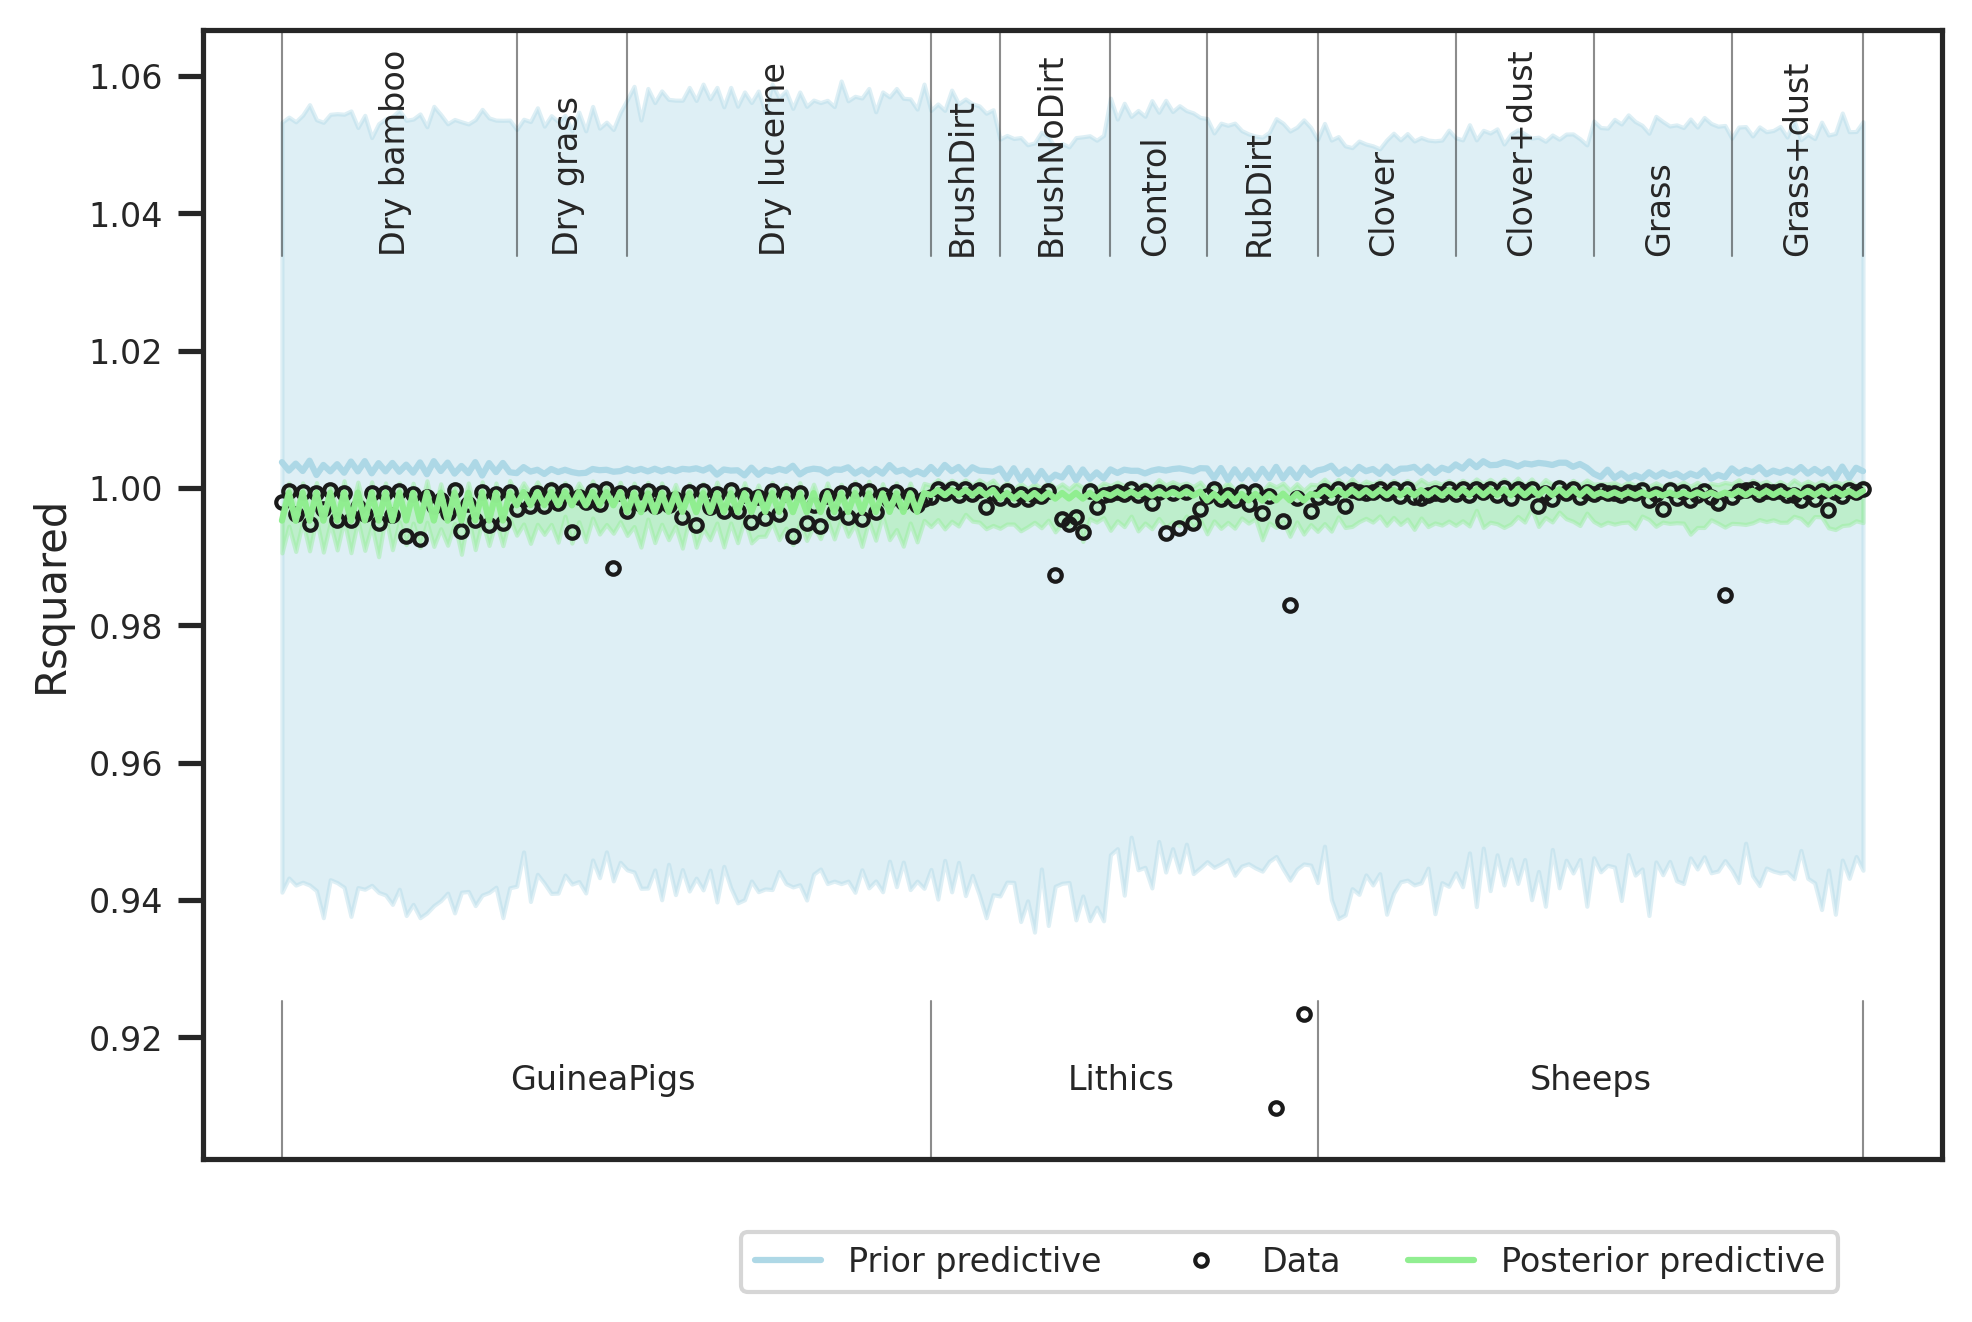 1.06
1.04
1.02
1.00
0.98
0.96
0.94
0.92
Rsquared
Dry bamboo
Dry grass
Dry lucerne
BrushDirt
BrushNoDirt
Control
RubDirt
Clover
Clover+dust
Grass
Grass+dust
GuineaPigs
Lithics
Sheeps
Prior predictive
Data
Posterior predictive